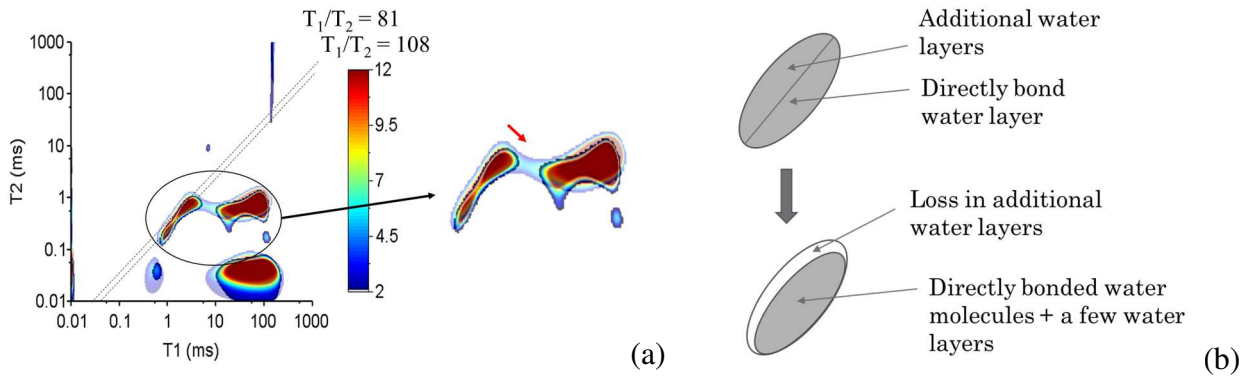 T₁/T₂ = 81
T₁/T₂ = 108
1000
100
10
1
0.1
0.01
T2 (ms)
0.01
0.1
1
10
100
1000
T1 (ms)
12
9.5
7
4.5
2
(a)
Additional water
layers
Directly bond
water layer
Loss in additional
water layers
Directly bonded water
molecules + a few water
layers
(b)